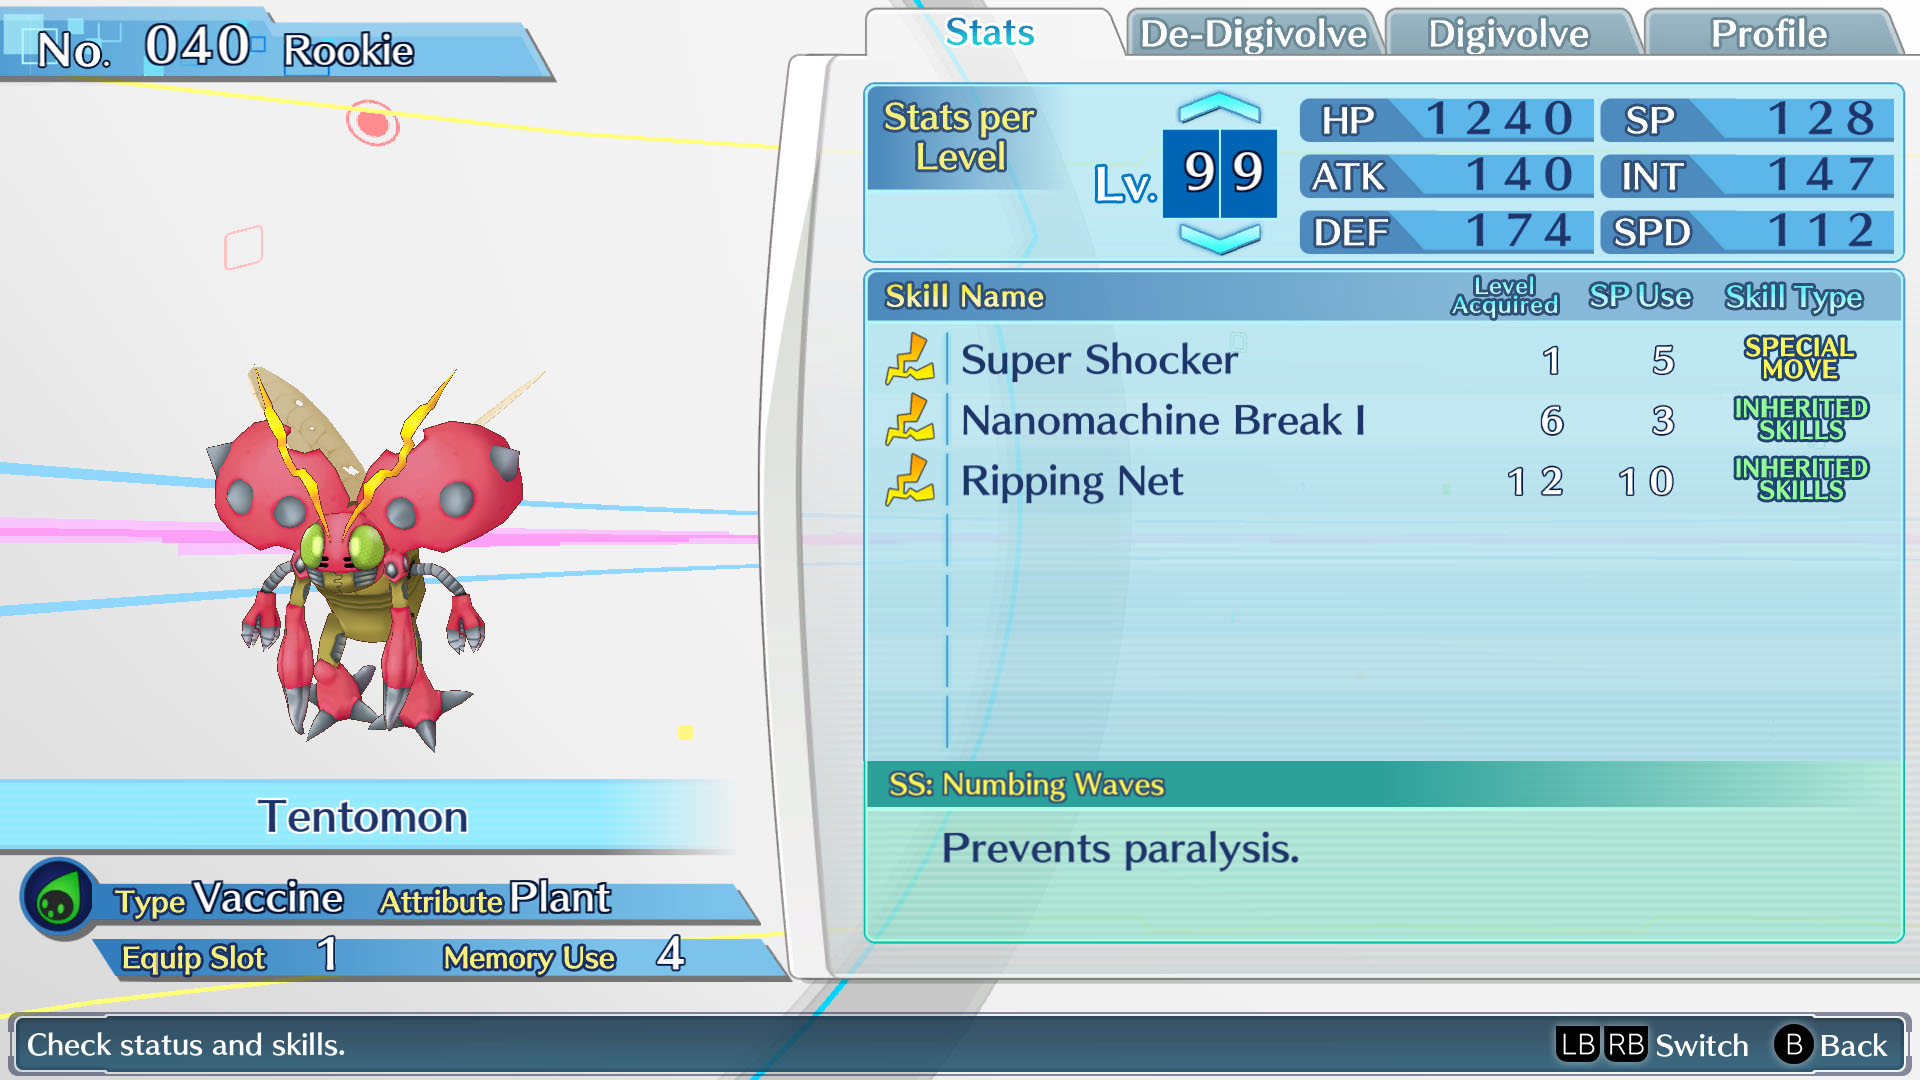 No. 040 Rookie
Stats De-Digivolve Digivolve Profile
Stats per
Level
Lv. 99
HP 1240 SP 128
ATK 140 INT 147
DEF 174 SPD 112
Skill Name Level Acquired SP Use Skill Type
Super Shocker 1 5 SPECIAL MOVE
Nanomachine Break I 6 3 INHERITED SKILLS
Ripping Net 12 10 INHERITED SKILLS
SS: Numbing Waves
Prevents paralysis.
Tentomon
Type Vaccine Attribute Plant
Equip Slot 1 Memory Use 4
Check status and skills.
LB RB Switch B Back